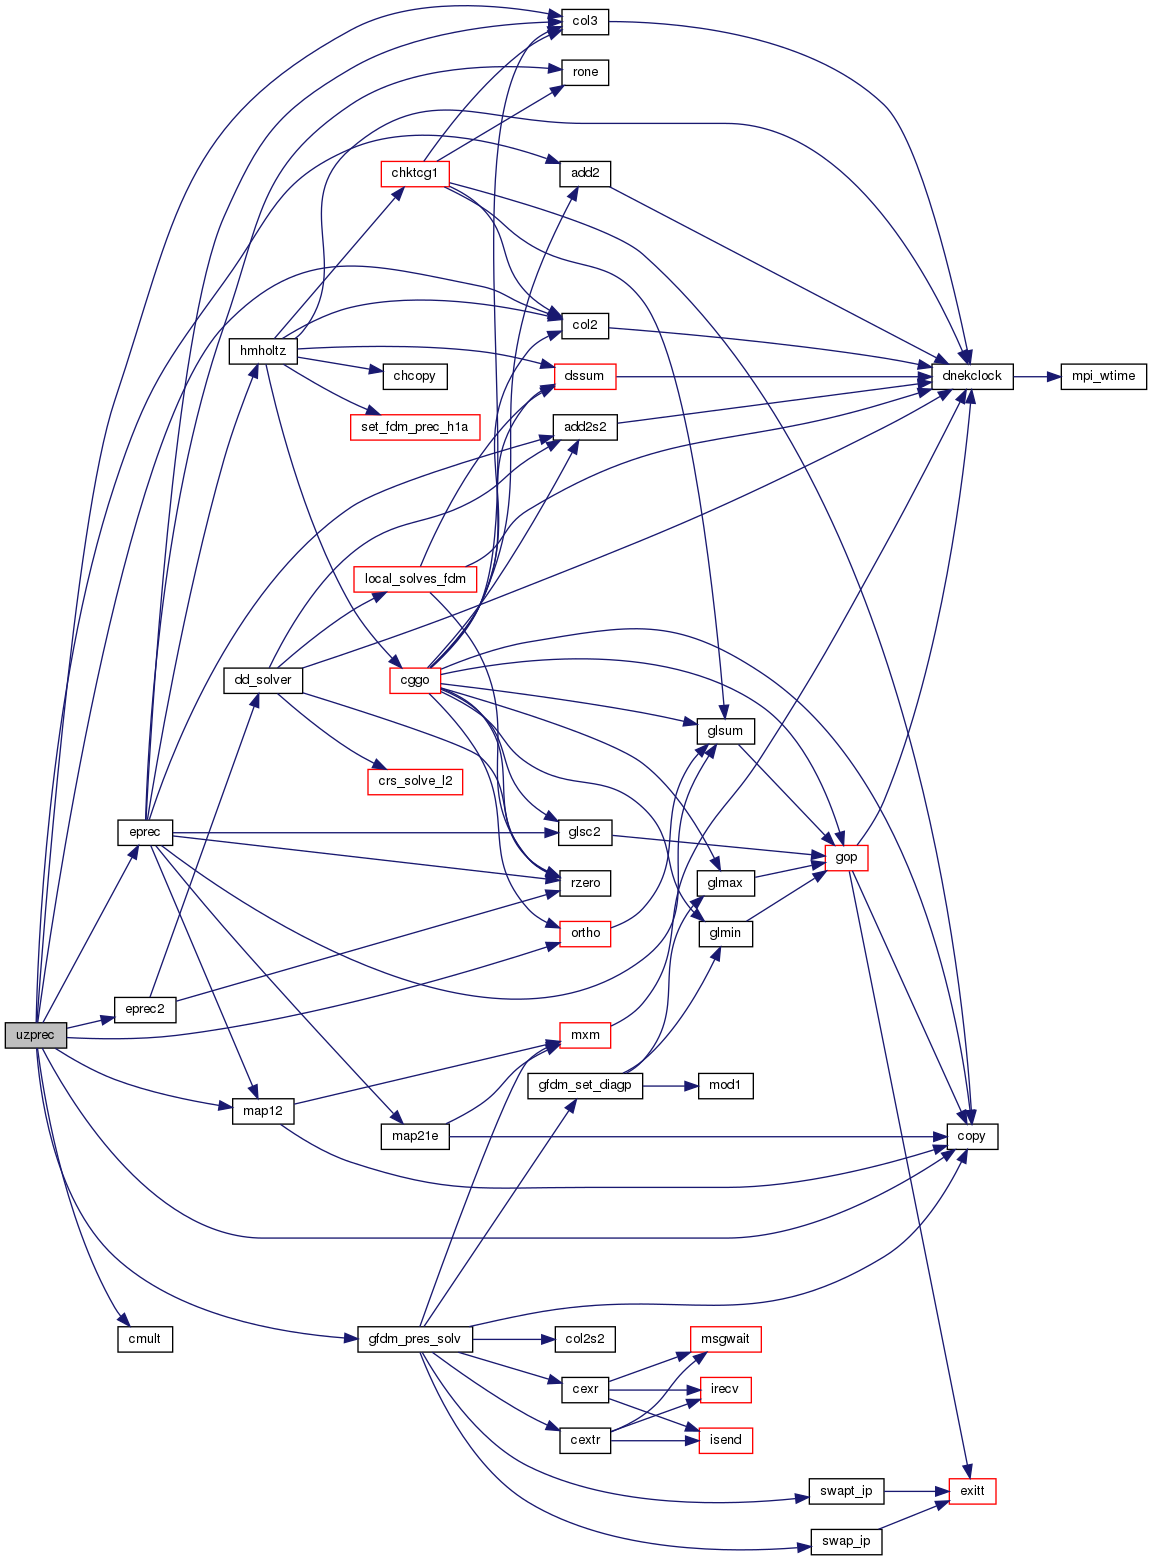 col3
rone
chktcg1
add2
col2
hmholtz
chcopy
dssum
dnekclock
mpi_wtime
set_fdm_prec_h1a
add2s2
local_solves_fdm
dd_solver
cggo
glsum
crs_solve_l2
eprec
glsc2
gop
rzero
glmax
ortho
glmin
eprec2
uzprec
mxm
gfdm_set_diagp
mod1
map12
map21e
copy
cmult
gfdm_pres_solv
col2s2
msgwait
cexr
irecv
cextr
isend
swapt_ip
exitt
swap_ip